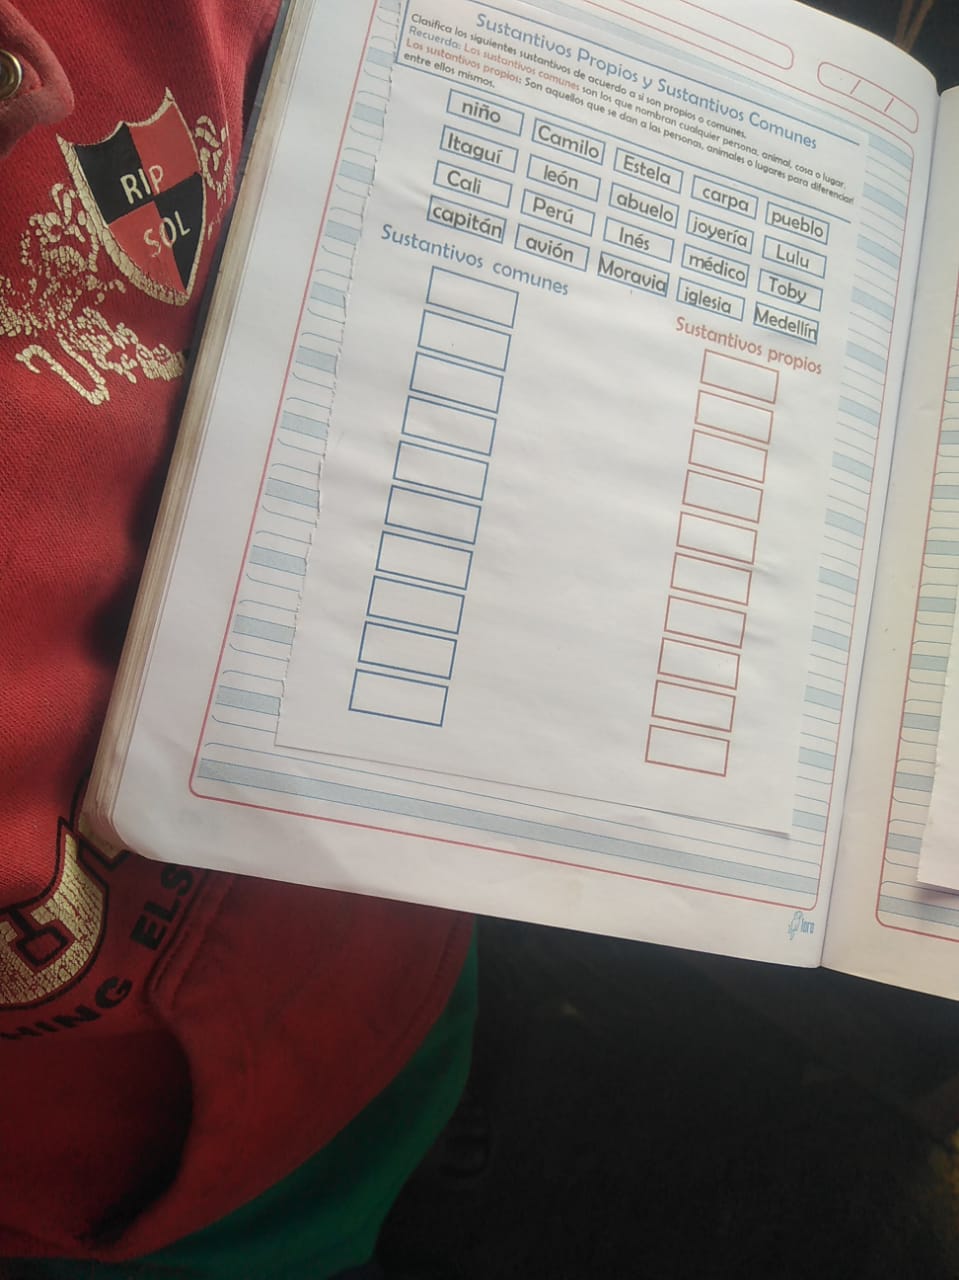 Sustantivos Propios y Sustantivos Comunes
Clasifica los siguientes sustantivos de acuerdo a si son propios o comunes.
Recuerda: Los sustantivos comunes son los que nombran cualquier persona, animal, cosa o lugar.
Los sustantivos propios: Son aquellos que se dan a las personas, animales o lugares para diferenciar
entre ellos mismos.
niño Camilo Estela carpa pueblo
Itaguí león abuelo joyería Lulu
Cali Perú Inés médico Toby
capitán avión Moravia iglesia Medellín
Sustantivos comunes
Sustantivos propios
loro
RIP
SOL
HING ELS